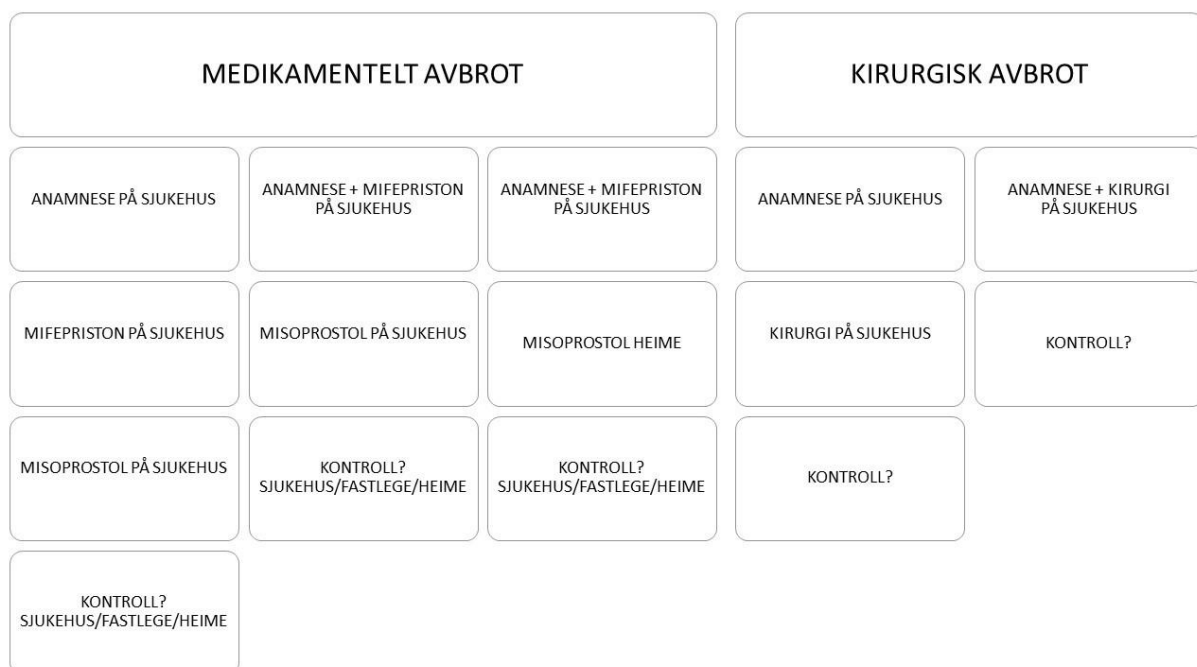 MEDIKAMENTELT AVBROT
KIRURGISK AVBROT
ANAMNESE PÅ SJUKEHUS
ANAMNESE + MIFEPRISTON
PÅ SJUKEHUS
ANAMNESE + MIFEPRISTON
PÅ SJUKEHUS
ANAMNESE PÅ SJUKEHUS
ANAMNESE + KIRURGI
PÅ SJUKEHUS
MIFEPRISTON PÅ SJUKEHUS
MISOPROSTOL PÅ SJUKEHUS
MISOPROSTOL HEIME
KIRURGI PÅ SJUKEHUS
KONTROLL?
MISOPROSTOL PÅ SJUKEHUS
KONTROLL?
SJUKEHUS/FASTLEGE/HEIME
KONTROLL?
SJUKEHUS/FASTLEGE/HEIME
KONTROLL?
KONTROLL?
SJUKEHUS/FASTLEGE/HEIME